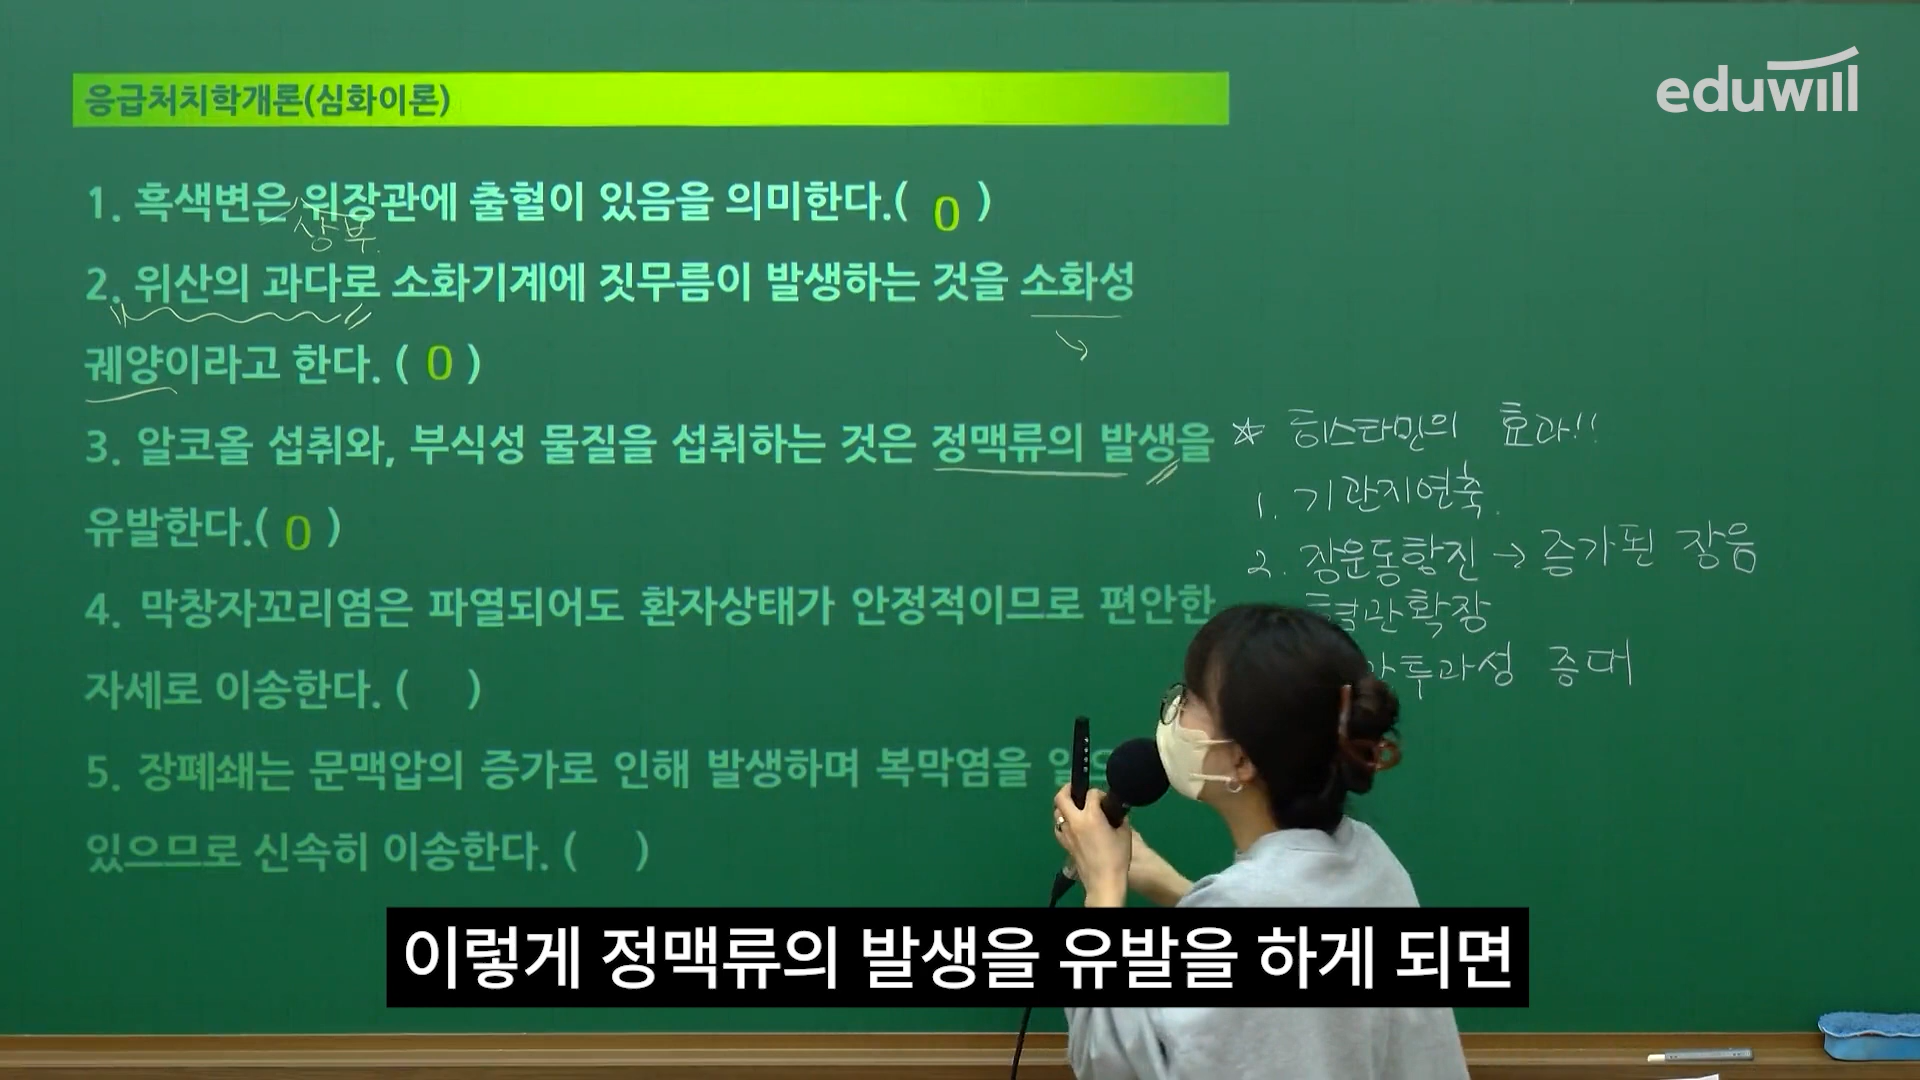 eduwill
응급처치학개론(심화이론)
1. 흑색변은 위장관에 출혈이 있음을 의미한다.( O )
상부
2. 위산의 과다로 소화기계에 짓무름이 발생하는 것을 소화성
궤양이라고 한다. ( O )
3. 알코올 섭취와, 부식성 물질을 섭취하는 것은 정맥류의 발생을
유발한다.( O )
4. 막창자꼬리염은 파열되어도 환자상태가 안정적이므로 편안한
자세로 이송한다. ( )
5. 장폐쇄는 문맥압의 증가로 인해 발생하며 복막염을
있으므로 신속히 이송한다. ( )
* 히스타민의 효과!!
1. 기관지연축.
2. 장운동항진 → 증가된 장음
혈관확장
투과성 증대
이렇게 정맥류의 발생을 유발을 하게 되면